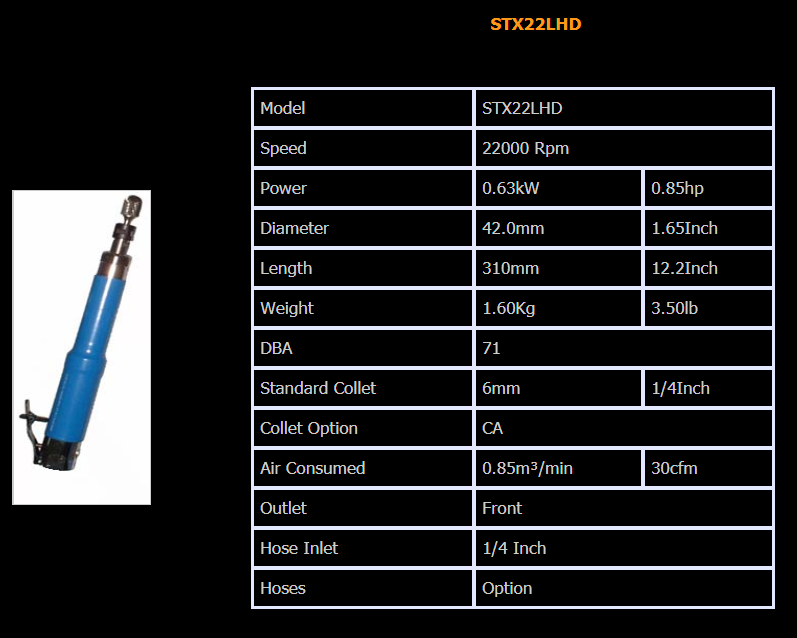 STX22LHD
Model STX22LHD
Speed 22000 Rpm
Power 0.63kW 0.85hp
Diameter 42.0mm 1.65Inch
Length 310mm 12.2Inch
Weight 1.60Kg 3.50lb
DBA 71
Standard Collet 6mm 1/4Inch
Collet Option CA
Air Consumed 0.85m³/min 30cfm
Outlet Front
Hose Inlet 1/4 Inch
Hoses Option